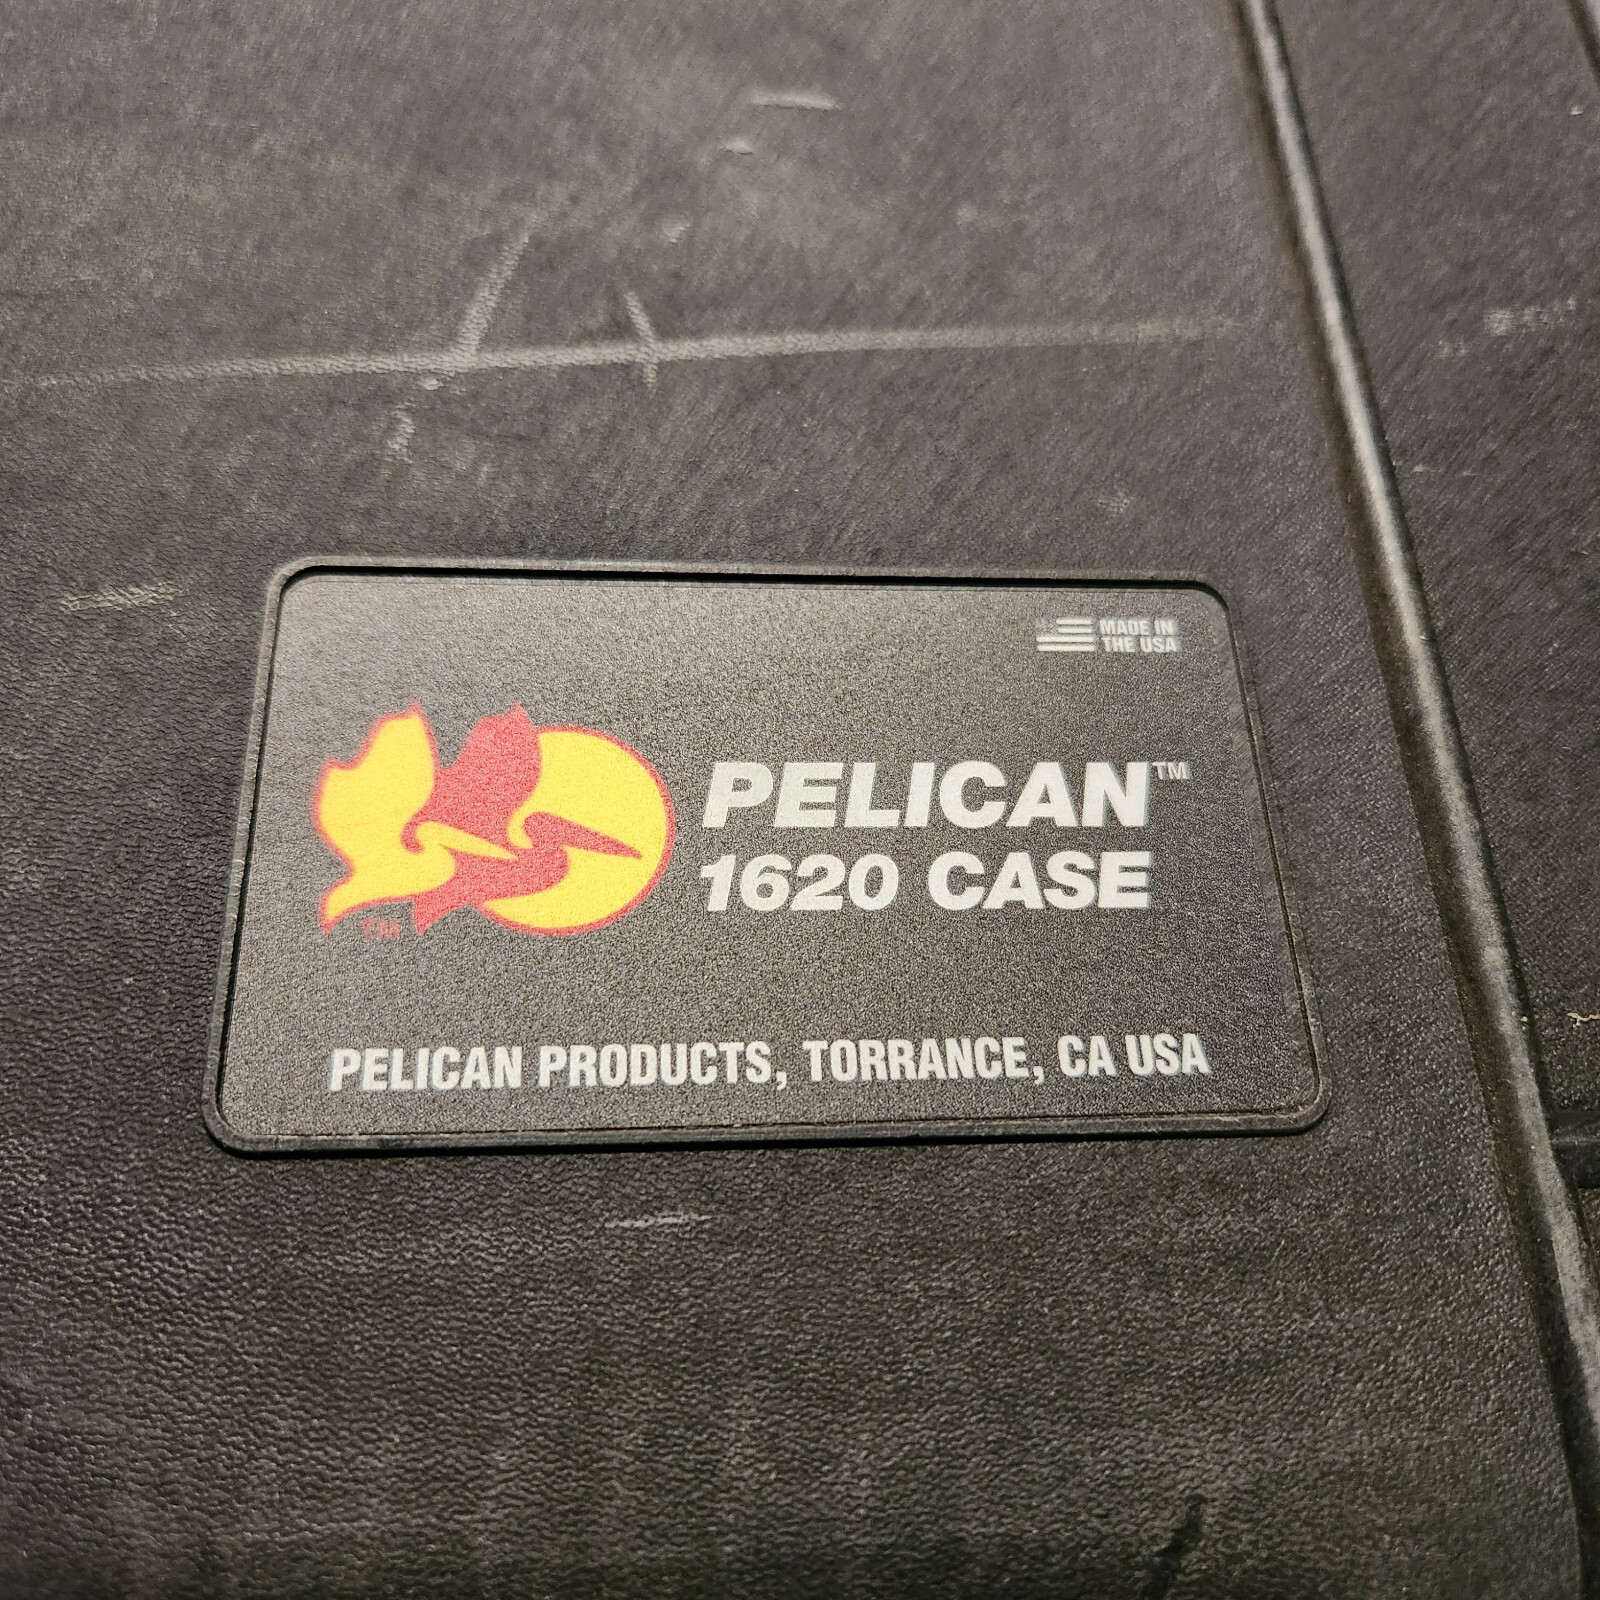 MADE IN
THE USA
PELICAN™
1620 CASE
TM
PELICAN PRODUCTS, TORRANCE, CA USA